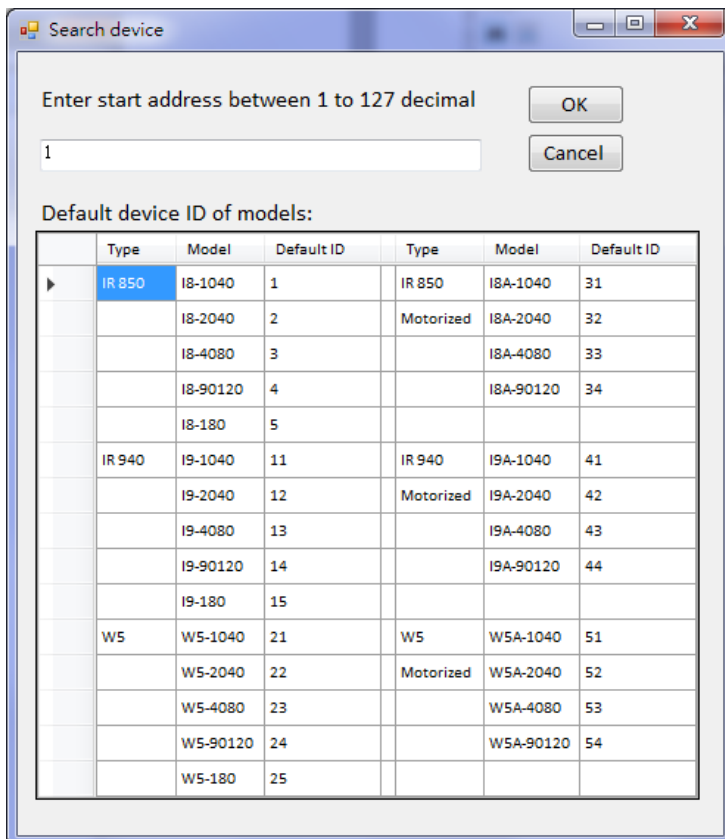 Search device
Enter start address between 1 to 127 decimal
OK
1
Cancel
Default device ID of models:
Type Model Default ID Type Model Default ID
IR 850 I8-1040 1 IR 850 I8A-1040 31
I8-2040 2 Motorized I8A-2040 32
I8-4080 3 I8A-4080 33
I8-90120 4 I8A-90120 34
I8-180 5
IR 940 I9-1040 11 IR 940 I9A-1040 41
I9-2040 12 Motorized I9A-2040 42
I9-4080 13 I9A-4080 43
I9-90120 14 I9A-90120 44
I9-180 15
W5 W5-1040 21 W5 W5A-1040 51
W5-2040 22 Motorized W5A-2040 52
W5-4080 23 W5A-4080 53
W5-90120 24 W5A-90120 54
W5-180 25